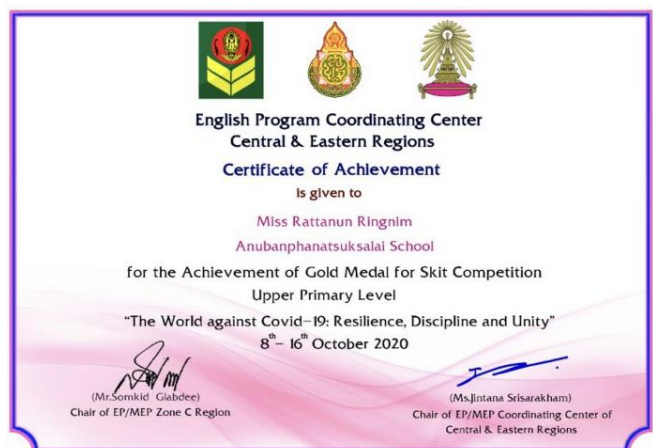 English Program Coordinating Center
Central & Eastern Regions
Certificate of Achievement
Is given to
Miss Rattanun Ringnim
Anubanphanatsuksalai School
for the Achievement of Gold Medal for Skit Competition
Upper Primary Level
"The World against Covid-19: Resilience, Discipline and Unity"
8th - 16th October 2020
(Mr.Somkid Glabdee)
Chair of EP/MEP Zone C Region
(Ms.Jintana Srisarakham)
Chair of EP/MEP Coordinating Center of
Central & Eastern Regions